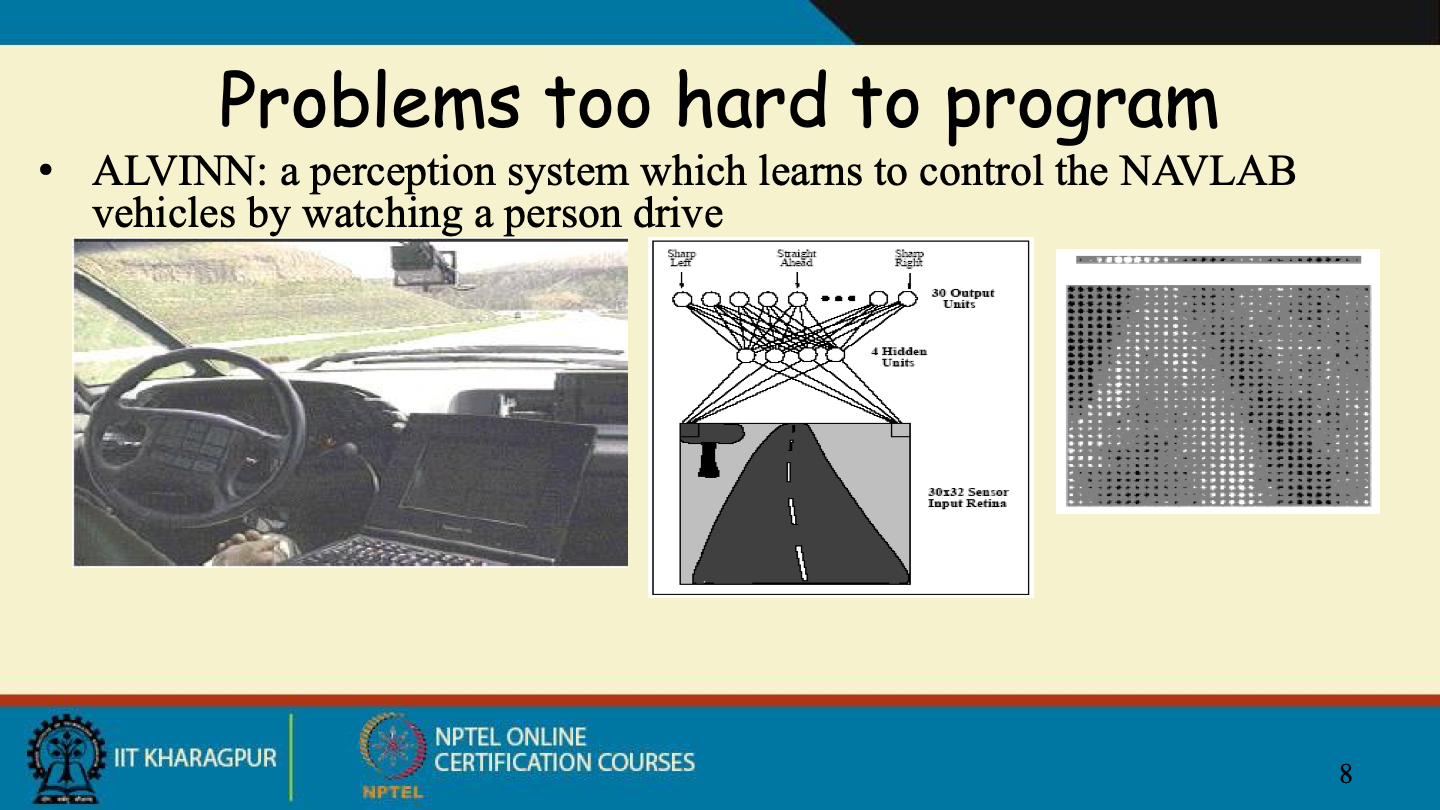 Problems too hard to program
• ALVINN: a perception system which learns to control the NAVLAB
vehicles by watching a person drive
Sharp
Left
Straight
Ahead
Sharp
Right
30 Output
Units
4 Hidden
Units
30x32 Sensor
Input Retina
IIT KHARAGPUR
NPTEL
NPTEL ONLINE
CERTIFICATION COURSES
8